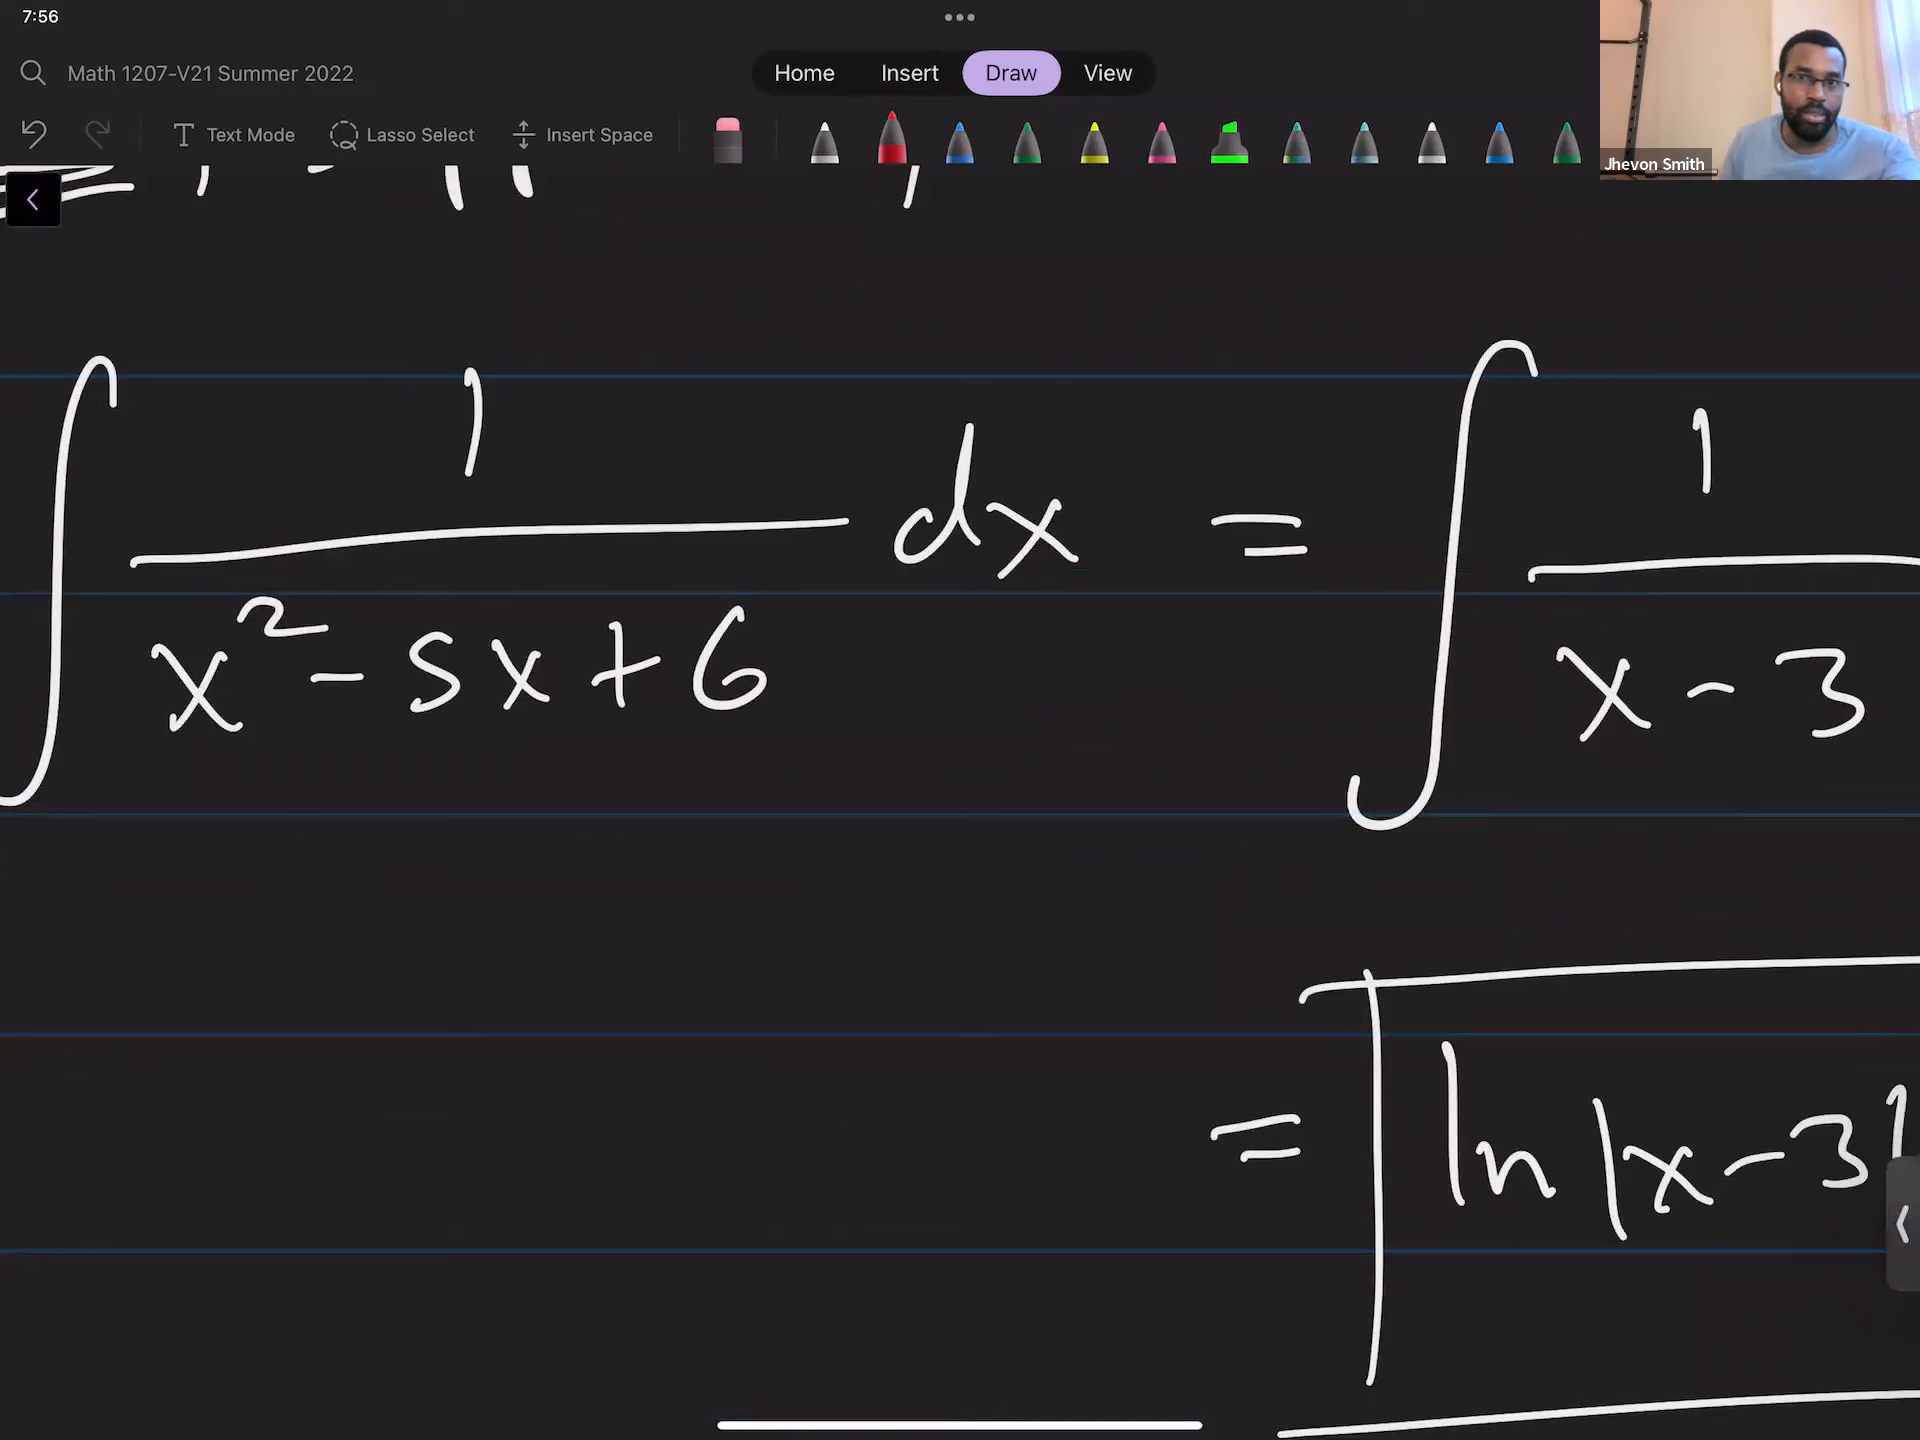 7:56
Math 1207-V21 Summer 2022
Home Insert Draw View
Text Mode Lasso Select Insert Space
Jhevon Smith
∫ 1/(x² - 5x + 6) dx = ∫ 1/(x - 3
= ln |x - 3|